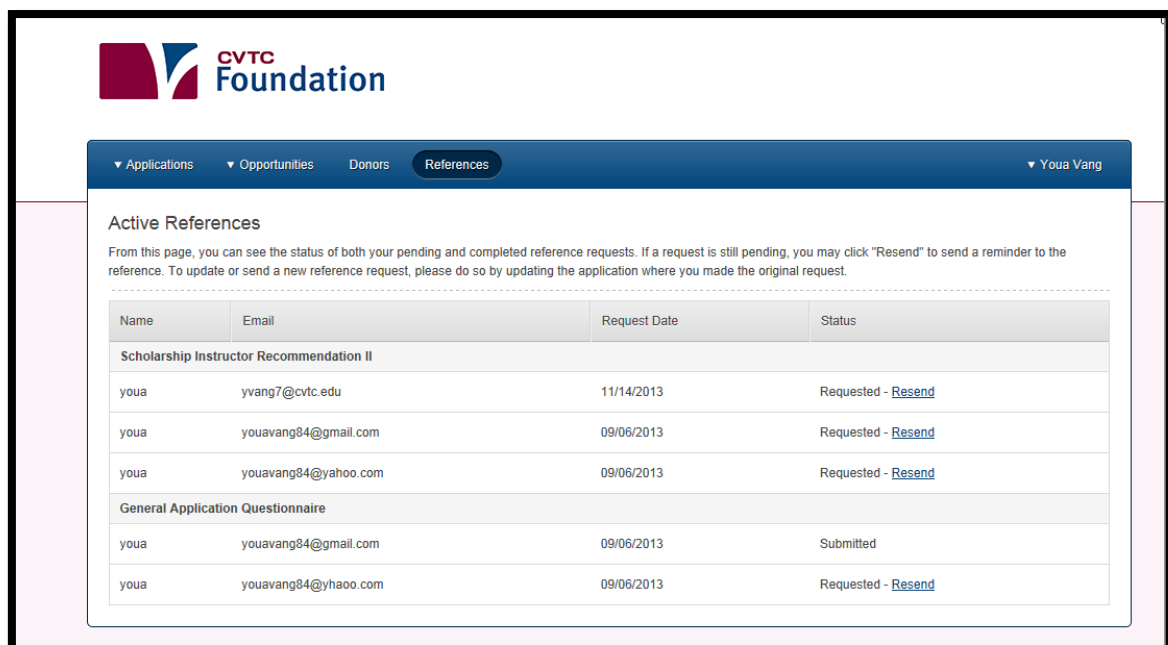 CVTC
Foundation
▼ Applications ▼ Opportunities Donors References ▼ Youa Vang
Active References
From this page, you can see the status of both your pending and completed reference requests. If a request is still pending, you may click "Resend" to send a reminder to the
reference. To update or send a new reference request, please do so by updating the application where you made the original request.
Name Email Request Date Status
Scholarship Instructor Recommendation II
youa yvang7@cvtc.edu 11/14/2013 Requested - Resend
youa youavang84@gmail.com 09/06/2013 Requested - Resend
youa youavang84@yahoo.com 09/06/2013 Requested - Resend
General Application Questionnaire
youa youavang84@gmail.com 09/06/2013 Submitted
youa youavang84@yhaoo.com 09/06/2013 Requested - Resend